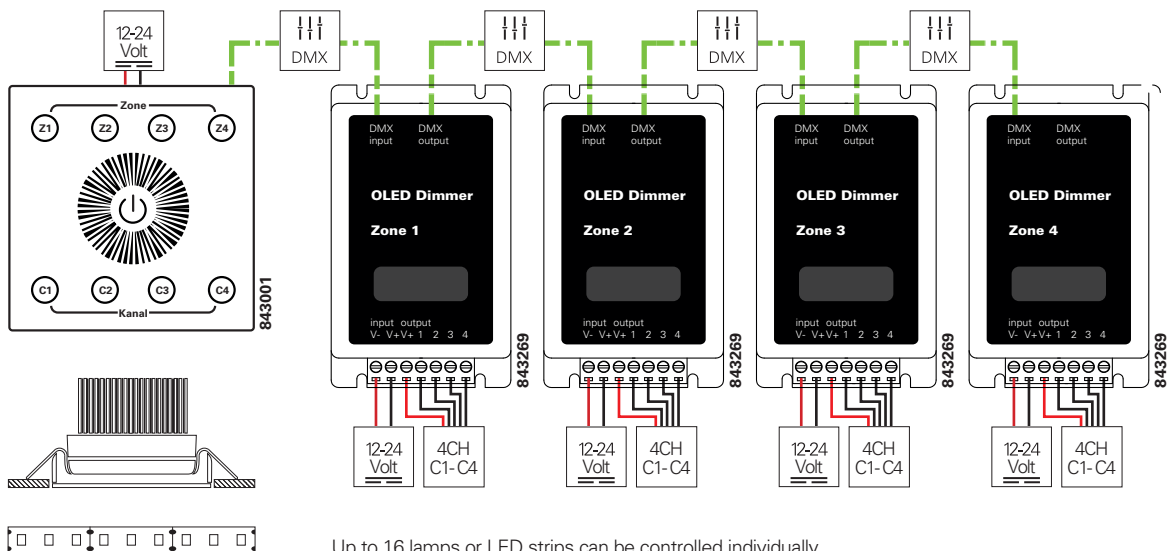 12-24
Volt
DMX
DMX
DMX
DMX
Zone
Z1 Z2 Z3 Z4
C1 C2 C3 C4
Kanal
843001
DMX input DMX output
OLED Dimmer
Zone 1
input output
V- V+ V+ 1 2 3 4
843269
12-24
Volt
4CH
C1-C4
DMX input DMX output
OLED Dimmer
Zone 2
input output
V- V+ V+ 1 2 3 4
843269
12-24
Volt
4CH
C1-C4
DMX input DMX output
OLED Dimmer
Zone 3
input output
V- V+ V+ 1 2 3 4
843269
12-24
Volt
4CH
C1-C4
DMX input DMX output
OLED Dimmer
Zone 4
input output
V- V+ V+ 1 2 3 4
843269
12-24
Volt
4CH
C1-C4
Up to 16 lamps or LED strips can be controlled individually